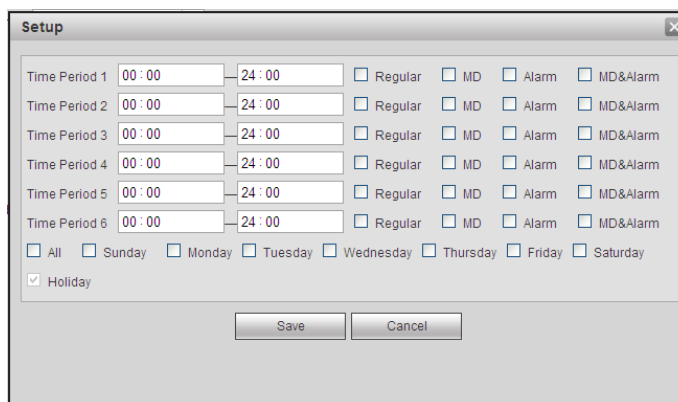 Setup
Time Period 1 00:00 — 24:00 Regular MD Alarm MD&Alarm
Time Period 2 00:00 — 24:00 Regular MD Alarm MD&Alarm
Time Period 3 00:00 — 24:00 Regular MD Alarm MD&Alarm
Time Period 4 00:00 — 24:00 Regular MD Alarm MD&Alarm
Time Period 5 00:00 — 24:00 Regular MD Alarm MD&Alarm
Time Period 6 00:00 — 24:00 Regular MD Alarm MD&Alarm
All Sunday Monday Tuesday Wednesday Thursday Friday Saturday
Holiday
Save Cancel